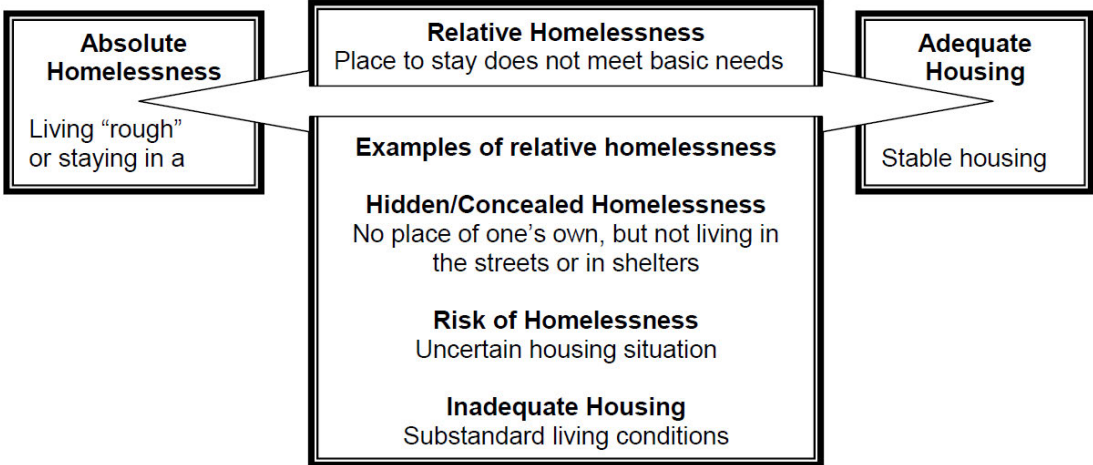 Absolute
Homelessness
Living “rough”
or staying in a
Relative Homelessness
Place to stay does not meet basic needs
Examples of relative homelessness
Hidden/Concealed Homelessness
No place of one’s own, but not living in
the streets or in shelters
Risk of Homelessness
Uncertain housing situation
Inadequate Housing
Substandard living conditions
Adequate
Housing
Stable housing